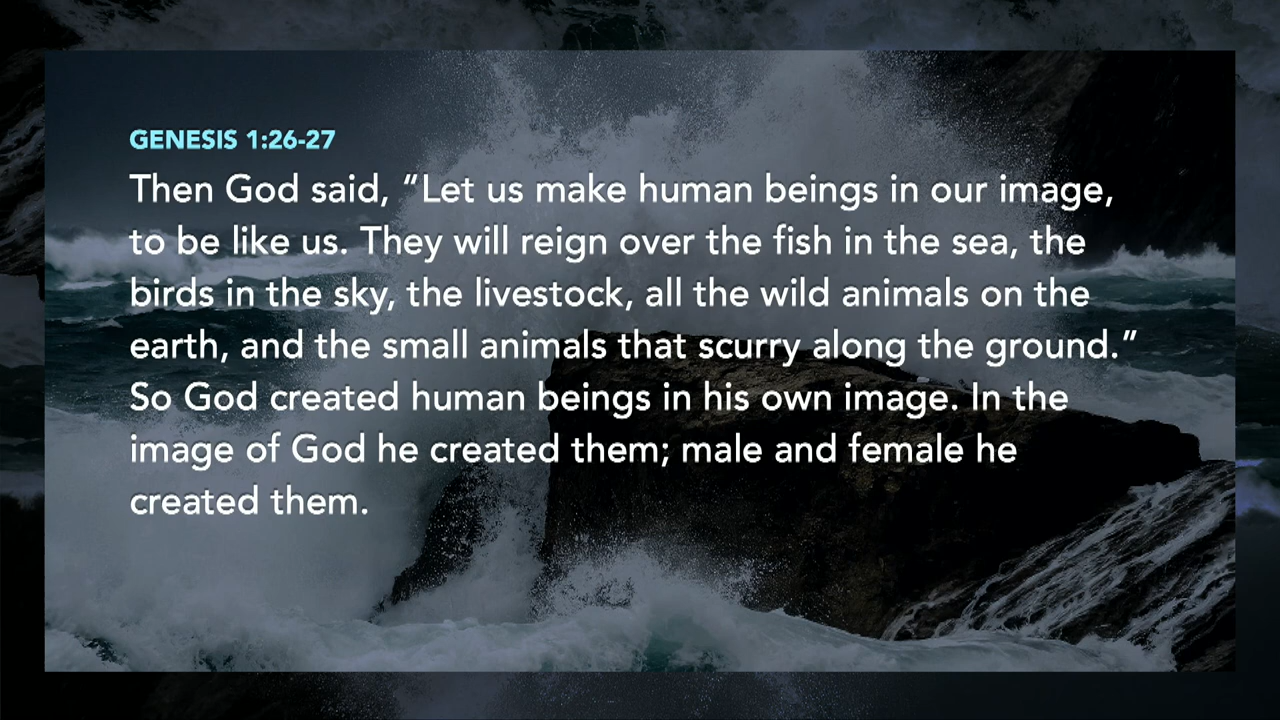 GENESIS 1:26-27
Then God said, “Let us make human beings in our image,
to be like us. They will reign over the fish in the sea, the
birds in the sky, the livestock, all the wild animals on the
earth, and the small animals that scurry along the ground.”
So God created human beings in his own image. In the
image of God he created them; male and female he
created them.